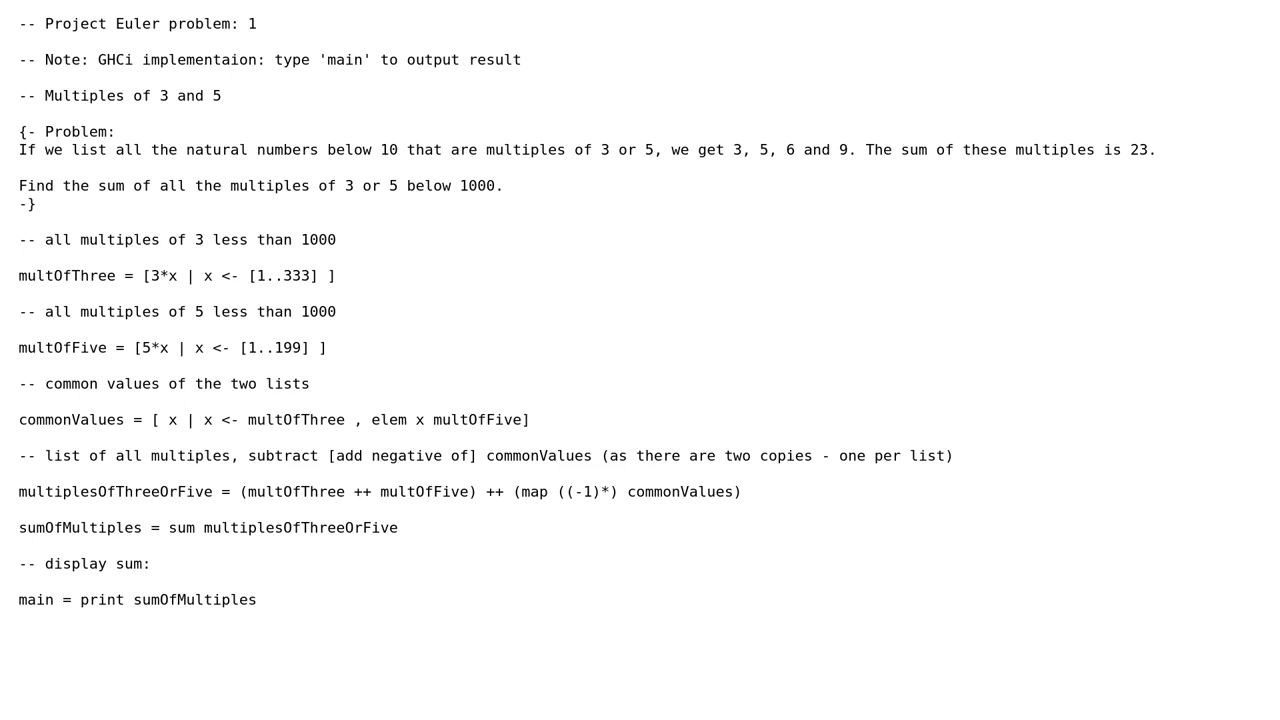 -- Project Euler problem: 1
-- Note: GHCi implementaion: type 'main' to output result
-- Multiples of 3 and 5
{- Problem:
If we list all the natural numbers below 10 that are multiples of 3 or 5, we get 3, 5, 6 and 9. The sum of these multiples is 23.
Find the sum of all the multiples of 3 or 5 below 1000.
-}
-- all multiples of 3 less than 1000
multOfThree = [3*x | x <- [1..333] ]
-- all multiples of 5 less than 1000
multOfFive = [5*x | x <- [1..199] ]
-- common values of the two lists
commonValues = [ x | x <- multOfThree , elem x multOfFive]
-- list of all multiples, subtract [add negative of] commonValues (as there are two copies - one per list)
multiplesOfThreeOrFive = (multOfThree ++ multOfFive) ++ (map ((-1)*) commonValues)
sumOfMultiples = sum multiplesOfThreeOrFive
-- display sum:
main = print sumOfMultiples